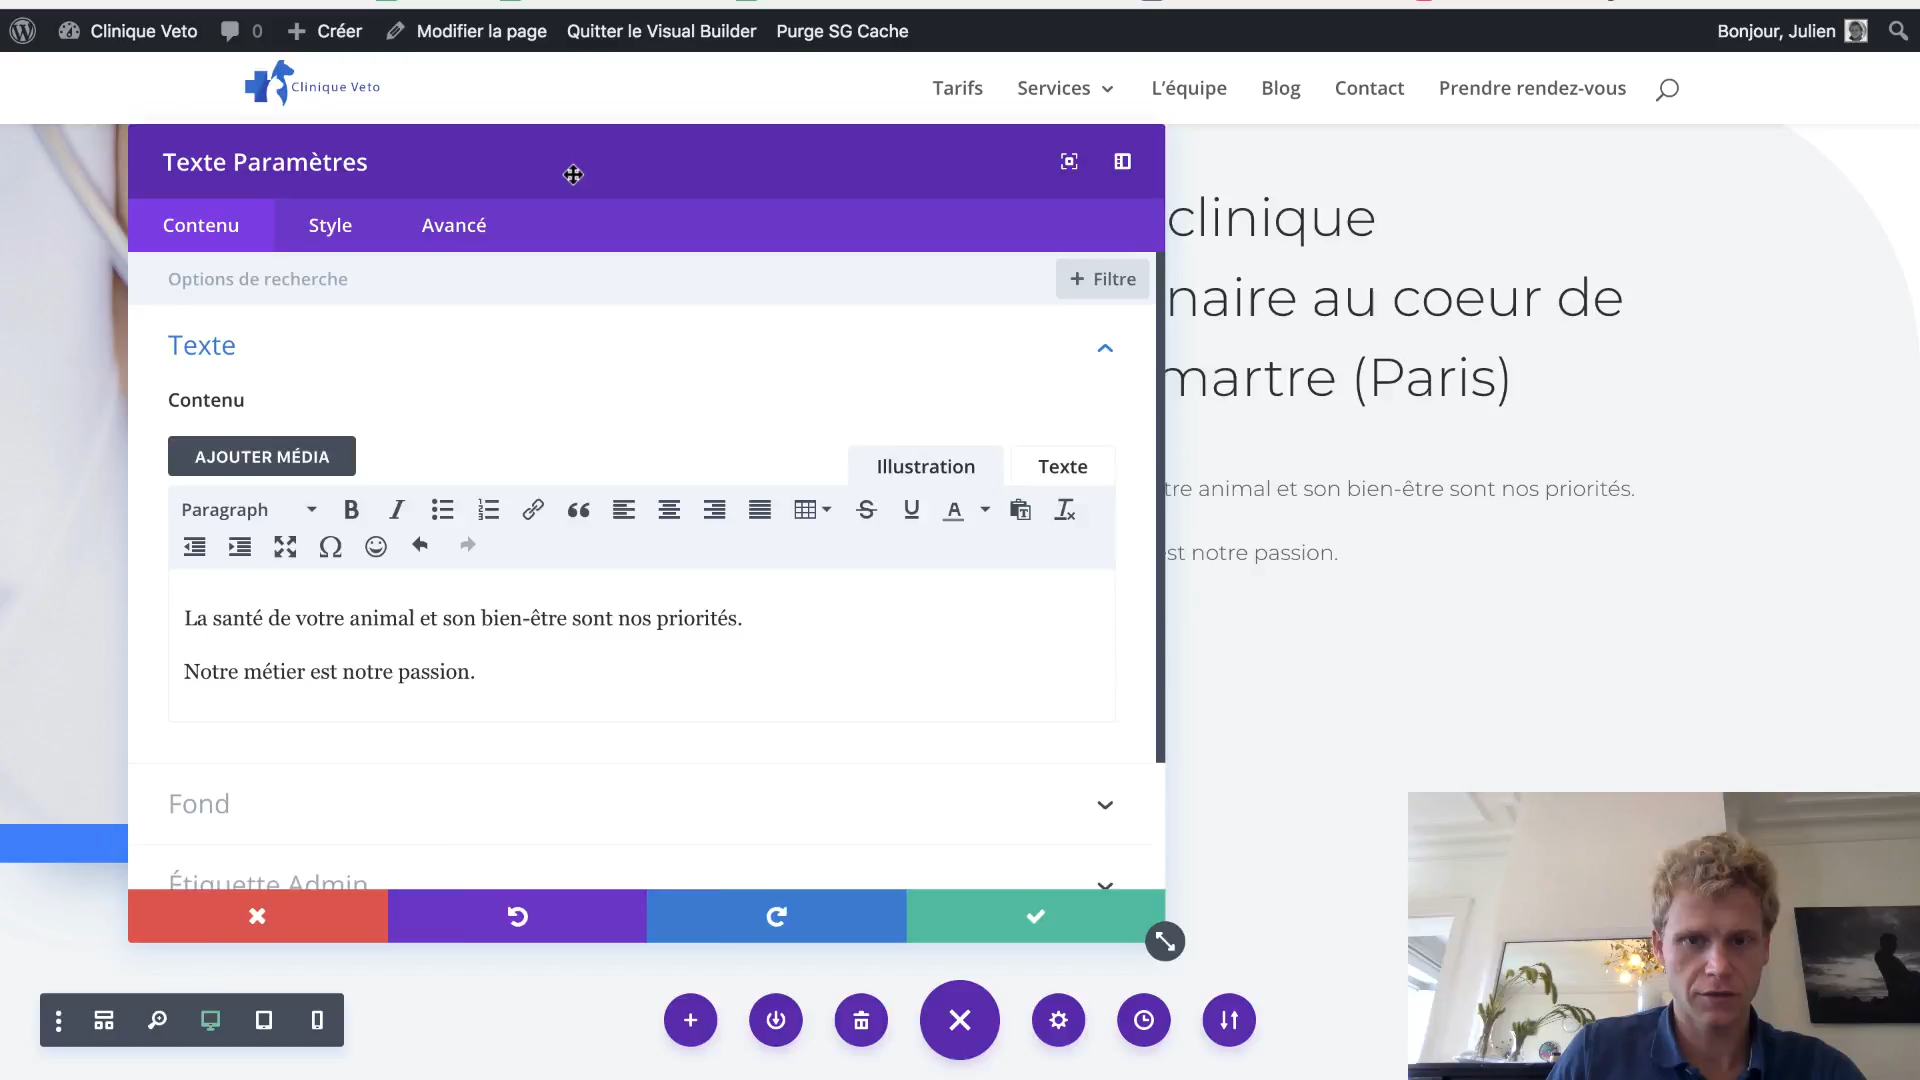 Clinique Veto
0
Créer
Modifier la page
Quitter le Visual Builder
Purge SG Cache
Bonjour, Julien
Clinique Veto
Tarifs
Services
L'équipe
Blog
Contact
Prendre rendez-vous
Texte Paramètres
Contenu
Style
Avancé
Options de recherche
+ Filtre
Texte
Contenu
AJOUTER MÉDIA
Illustration
Texte
Paragraph
La santé de votre animal et son bien-être sont nos priorités.
Notre métier est notre passion.
Fond
Étiquette Admin
clinique
naire au coeur de
martre (Paris)
tre animal et son bien-être sont nos priorités.
st notre passion.